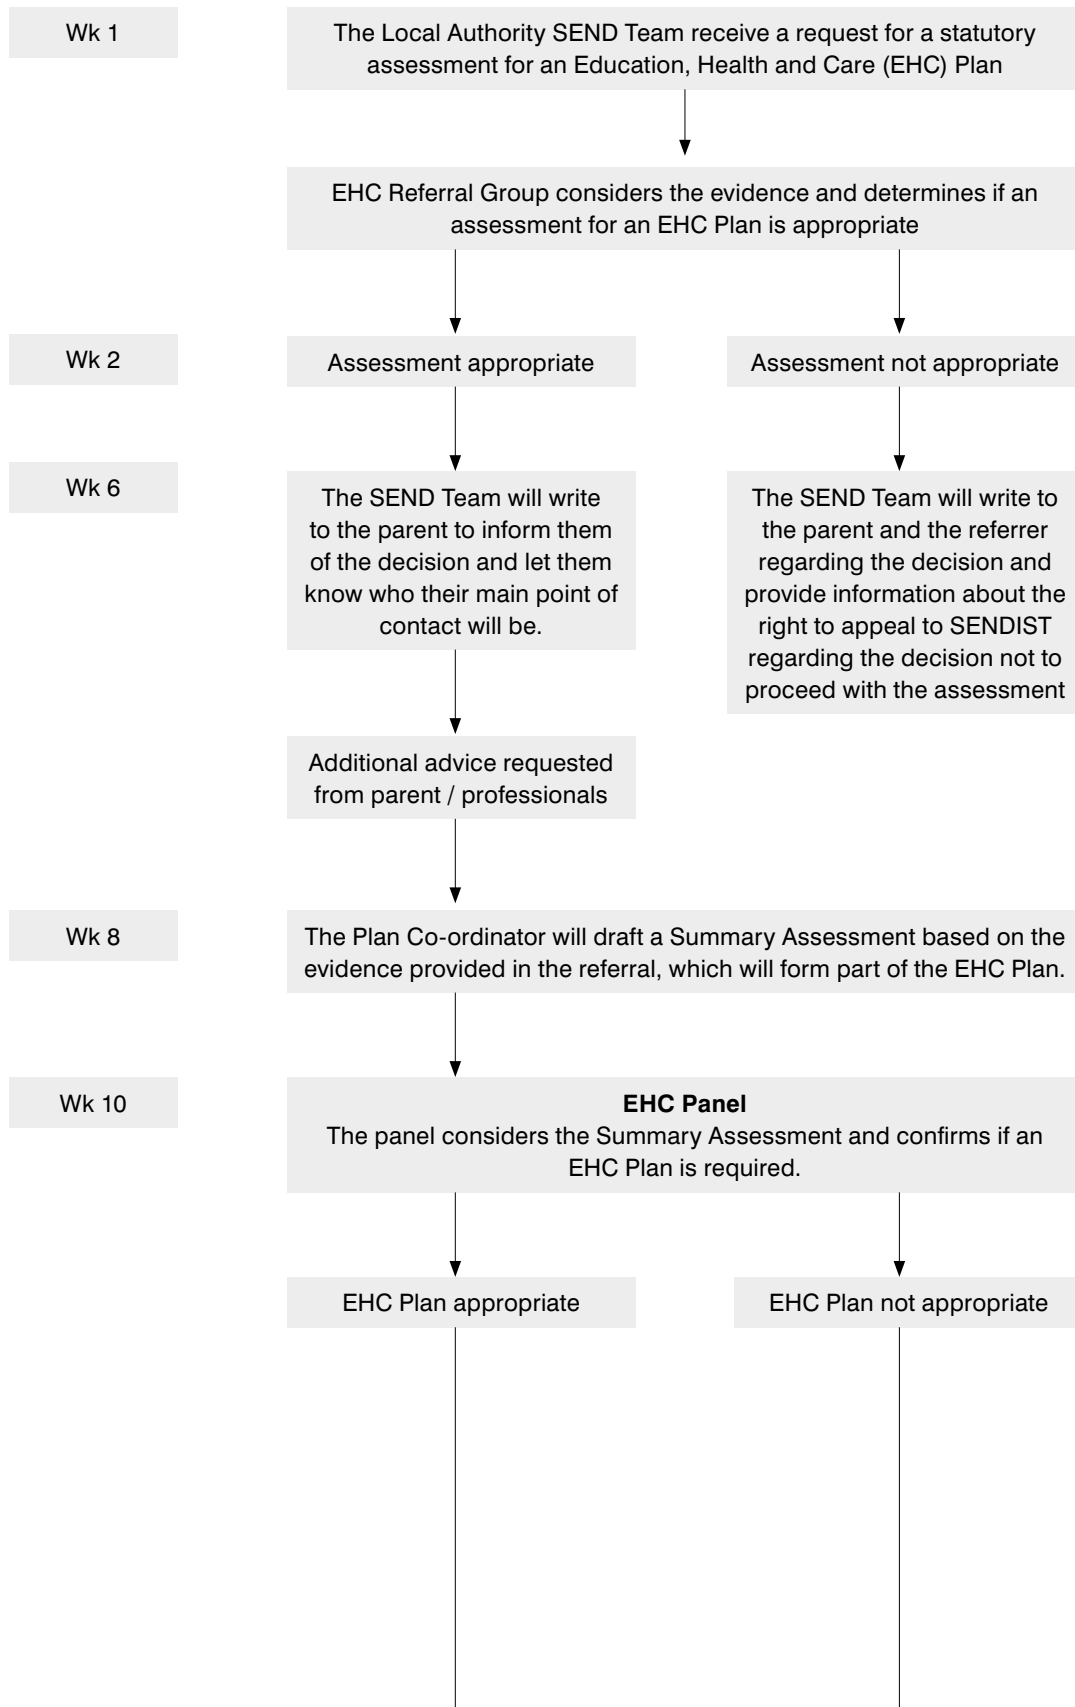 Wk 1
The Local Authority SEND Team receive a request for a statutory
assessment for an Education, Health and Care (EHC) Plan
EHC Referral Group considers the evidence and determines if an
assessment for an EHC Plan is appropriate
Wk 2
Assessment appropriate
Assessment not appropriate
Wk 6
The SEND Team will write
to the parent to inform them
of the decision and let them
know who their main point of
contact will be.
The SEND Team will write to
the parent and the referrer
regarding the decision and
provide information about the
right to appeal to SENDIST
regarding the decision not to
proceed with the assessment
Additional advice requested
from parent / professionals
Wk 8
The Plan Co-ordinator will draft a Summary Assessment based on the
evidence provided in the referral, which will form part of the EHC Plan.
Wk 10
EHC Panel
The panel considers the Summary Assessment and confirms if an
EHC Plan is required.
EHC Plan appropriate
EHC Plan not appropriate